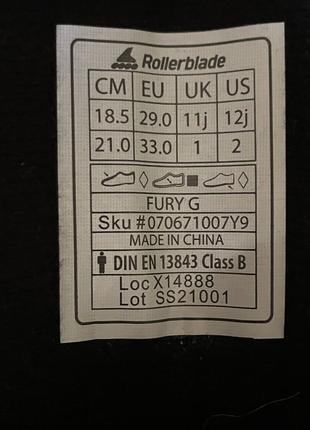 Rollerblade
CM EU UK US
18.5 29.0 11j 12j
21.0 33.0 1 2
FURY G
Sku #070671007Y9
MADE IN CHINA
DIN EN 13843 Class B
Loc X14888
Lot SS21001